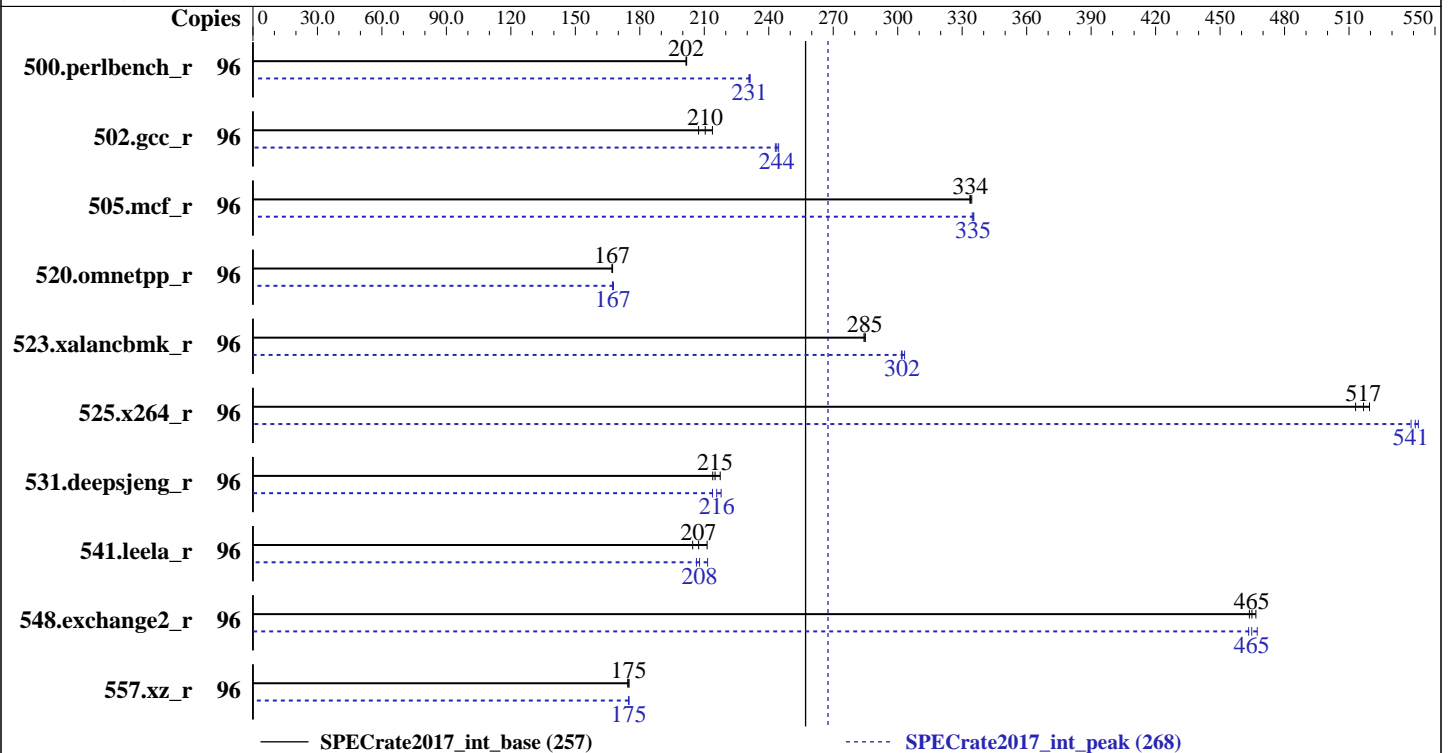 Copies 0 30.0 60.0 90.0 120 150 180 210 240 270 300 330 360 390 420 450 480 510 550
202
500.perlbench_r 96
231
210
502.gcc_r 96
244
334
505.mcf_r 96
335
167
520.omnetpp_r 96
167
285
523.xalancbmk_r 96
302
517
525.x264_r 96
541
215
531.deepsjeng_r 96
216
207
541.leela_r 96
208
465
548.exchange2_r 96
465
175
557.xz_r 96
175
SPECrate2017_int_base (257) SPECrate2017_int_peak (268)